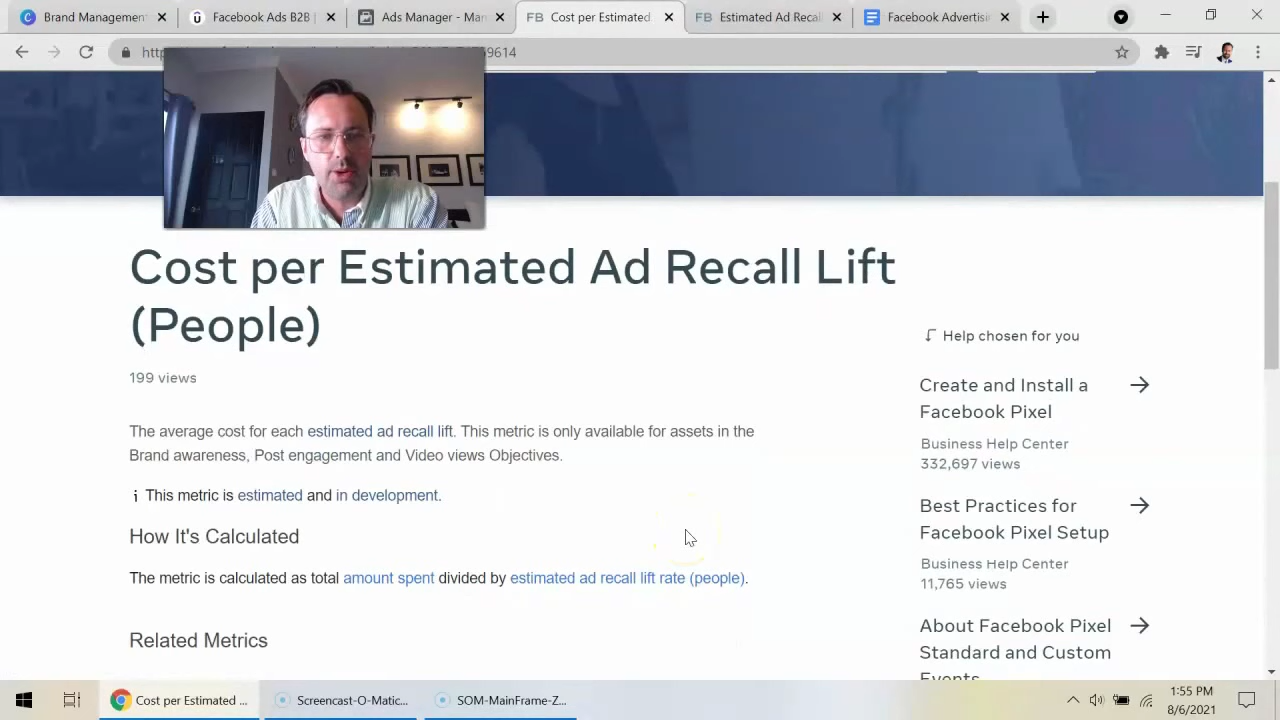 Campaigns - Man
Facebook Ads B2B
Ads Manager - Man
FB Cost per Estimated
FB Estimated Ad Recal
Facebook Advertisi
9614
Cost per Estimated Ad Recall Lift
(People)
199 views
The average cost for each estimated ad recall lift. This metric is only available for assets in the
Brand awareness, Post engagement and Video views Objectives.
i This metric is estimated and in development.
How It's Calculated
The metric is calculated as total amount spent divided by estimated ad recall lift rate (people).
Related Metrics
Help chosen for you
Create and Install a
Facebook Pixel
Business Help Center
332,697 views
Best Practices for
Facebook Pixel Setup
Business Help Center
11,765 views
About Facebook Pixel
Standard and Custom
Events
Cost per Estimated ...
Screencast-O-Matic...
SOM-MainFrame-Z...
1:55 PM
8/6/2021